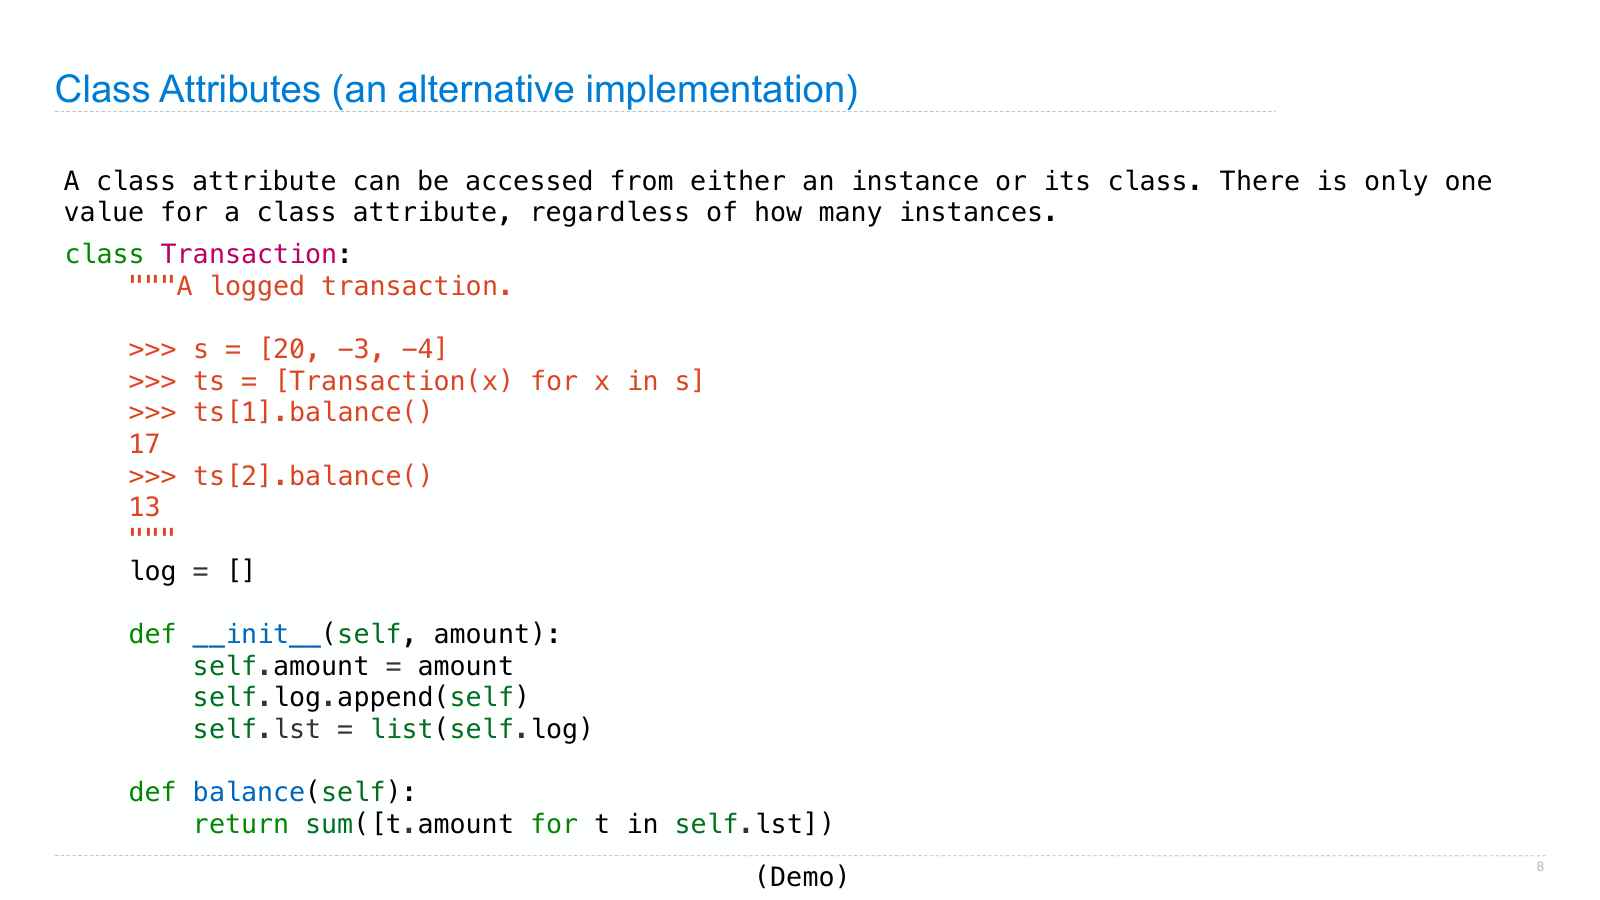 Class Attributes (an alternative implementation)
A class attribute can be accessed from either an instance or its class. There is only one
value for a class attribute, regardless of how many instances.
class Transaction:
    """A logged transaction.

    >>> s = [20, -3, -4]
    >>> ts = [Transaction(x) for x in s]
    >>> ts[1].balance()
    17
    >>> ts[2].balance()
    13
    """
    log = []

    def __init__(self, amount):
        self.amount = amount
        self.log.append(self)
        self.lst = list(self.log)

    def balance(self):
        return sum([t.amount for t in self.lst])
(Demo)
8